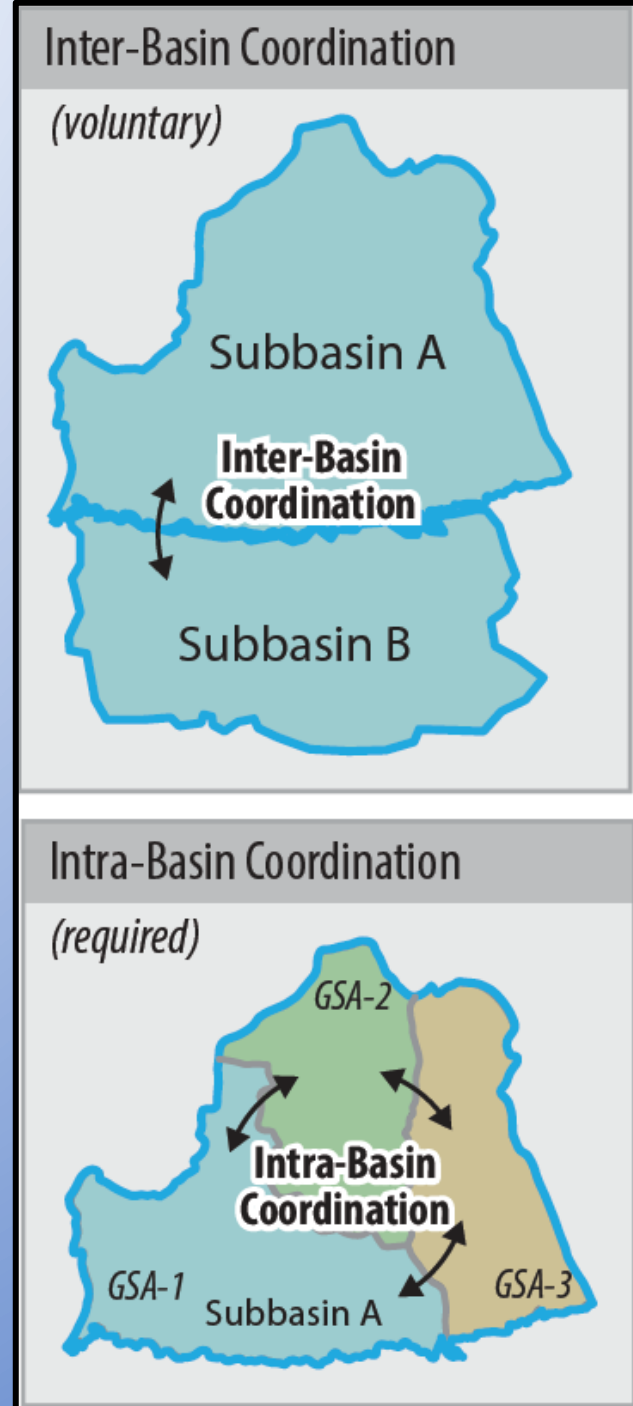 Inter-Basin Coordination
(voluntary)
Subbasin A
Inter-Basin
Coordination
Subbasin B
Intra-Basin Coordination
(required)
GSA-2
Intra-Basin
Coordination
GSA-1
GSA-3
Subbasin A